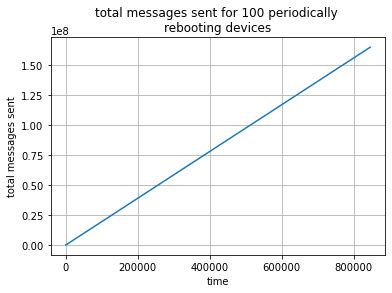 total messages sent for 100 periodically
rebooting devices
1e8
1.50
1.25
1.00
0.75
0.50
0.25
0.00
total messages sent
0 200000 400000 600000 800000
time